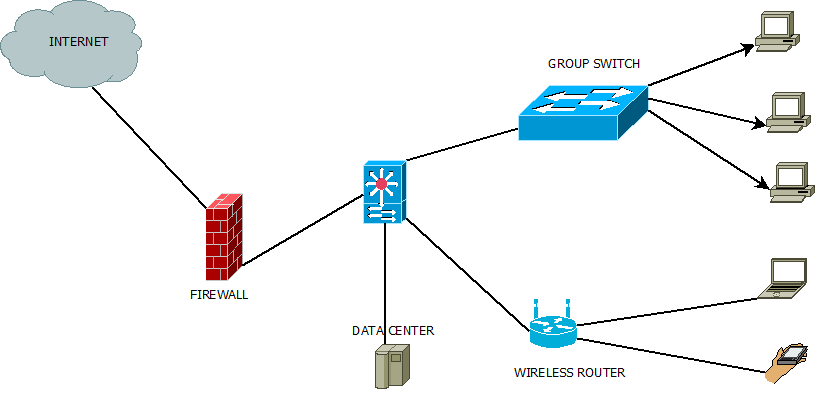 INTERNET
GROUP SWITCH
FIREWALL
DATA CENTER
WIRELESS ROUTER